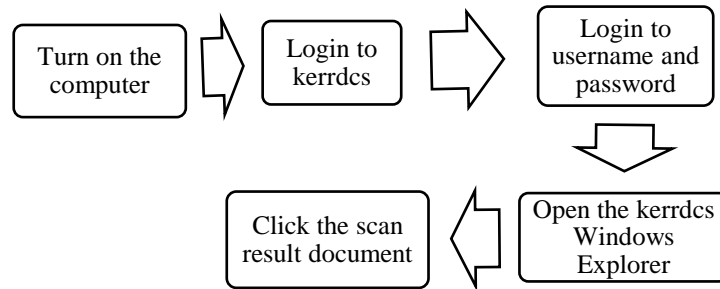 Turn on the
computer
Login to
kerrdcs
Login to
username and
password
Open the kerrdcs
Windows
Explorer
Click the scan
result document